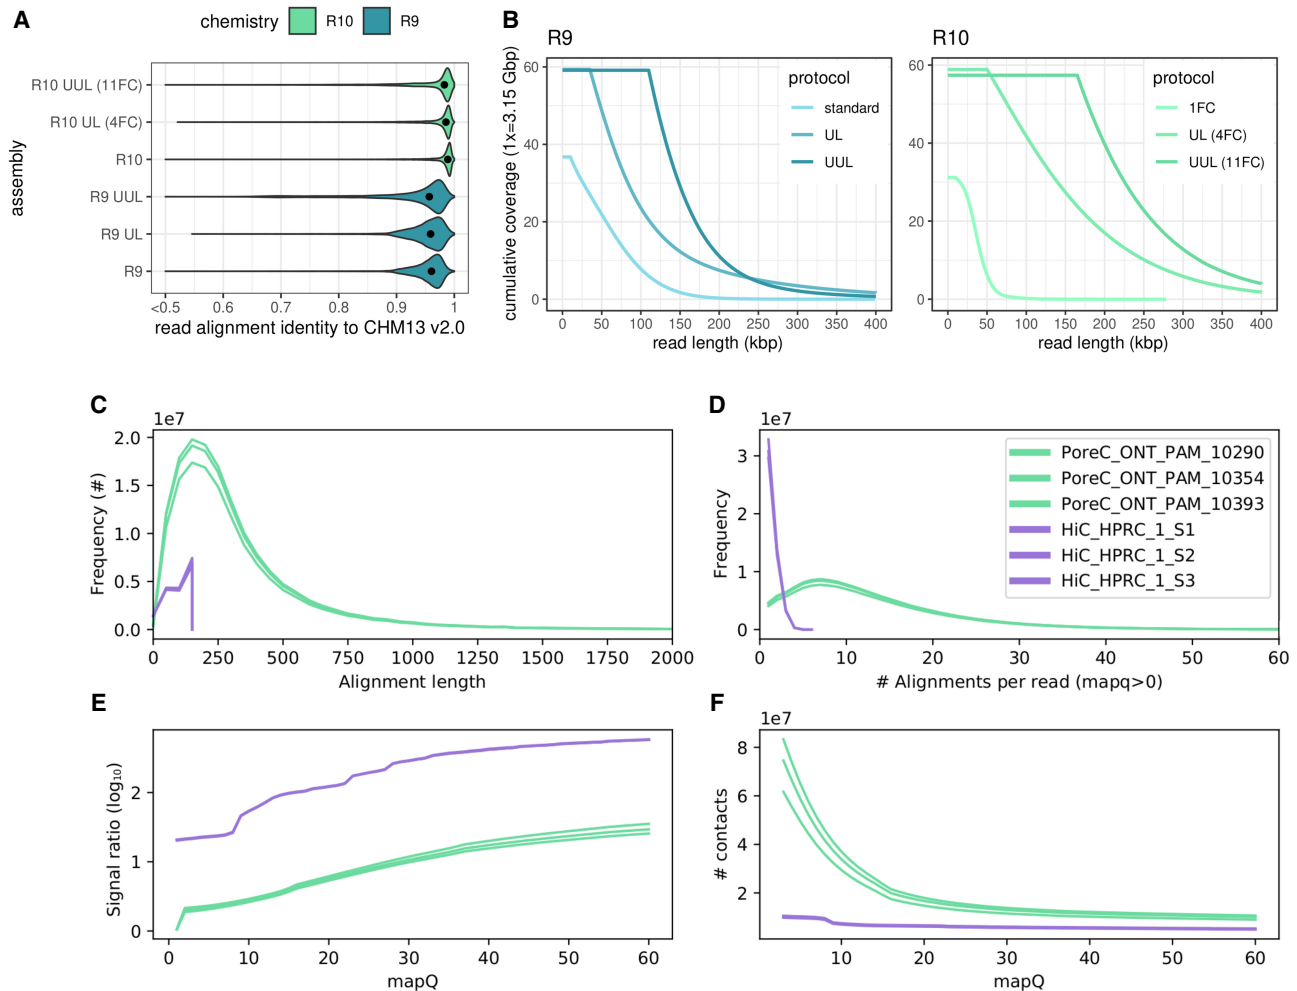 A
chemistry R10 R9
assembly
R10 UUL (11FC)
R10 UL (4FC)
R10
R9 UUL
R9 UL
R9
<0.5 0.6 0.7 0.8 0.9 1
read alignment identity to CHM13 v2.0
B
R9
cumulative coverage (1x=3.15 Gbp)
60
40
20
0
protocol
standard
UL
UUL
0 50 100 150 200 250 300 350 400
read length (kbp)
R10
60
40
20
0
protocol
1FC
UL (4FC)
UUL (11FC)
0 50 100 150 200 250 300 350 400
read length (kbp)
C
1e7
Frequency (#)
2.0
1.5
1.0
0.5
0.0
0 250 500 750 1000 1250 1500 1750 2000
Alignment length
D
1e7
Frequency
3
2
1
0
PoreC_ONT_PAM_10290
PoreC_ONT_PAM_10354
PoreC_ONT_PAM_10393
HiC_HPRC_1_S1
HiC_HPRC_1_S2
HiC_HPRC_1_S3
0 10 20 30 40 50 60
# Alignments per read (mapq>0)
E
Signal ratio (log₁₀)
2
1
0
0 10 20 30 40 50 60
mapQ
F
1e7
# contacts
8
6
4
2
10 20 30 40 50 60
mapQ